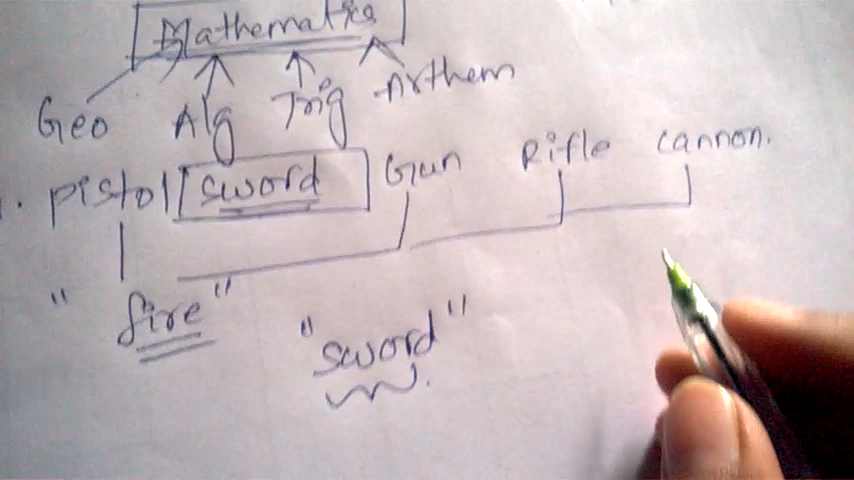 Mathematics
Geo Alg Trig Arthem
. pistol sword Gun Rifle cannon.
"fire"
"sword".